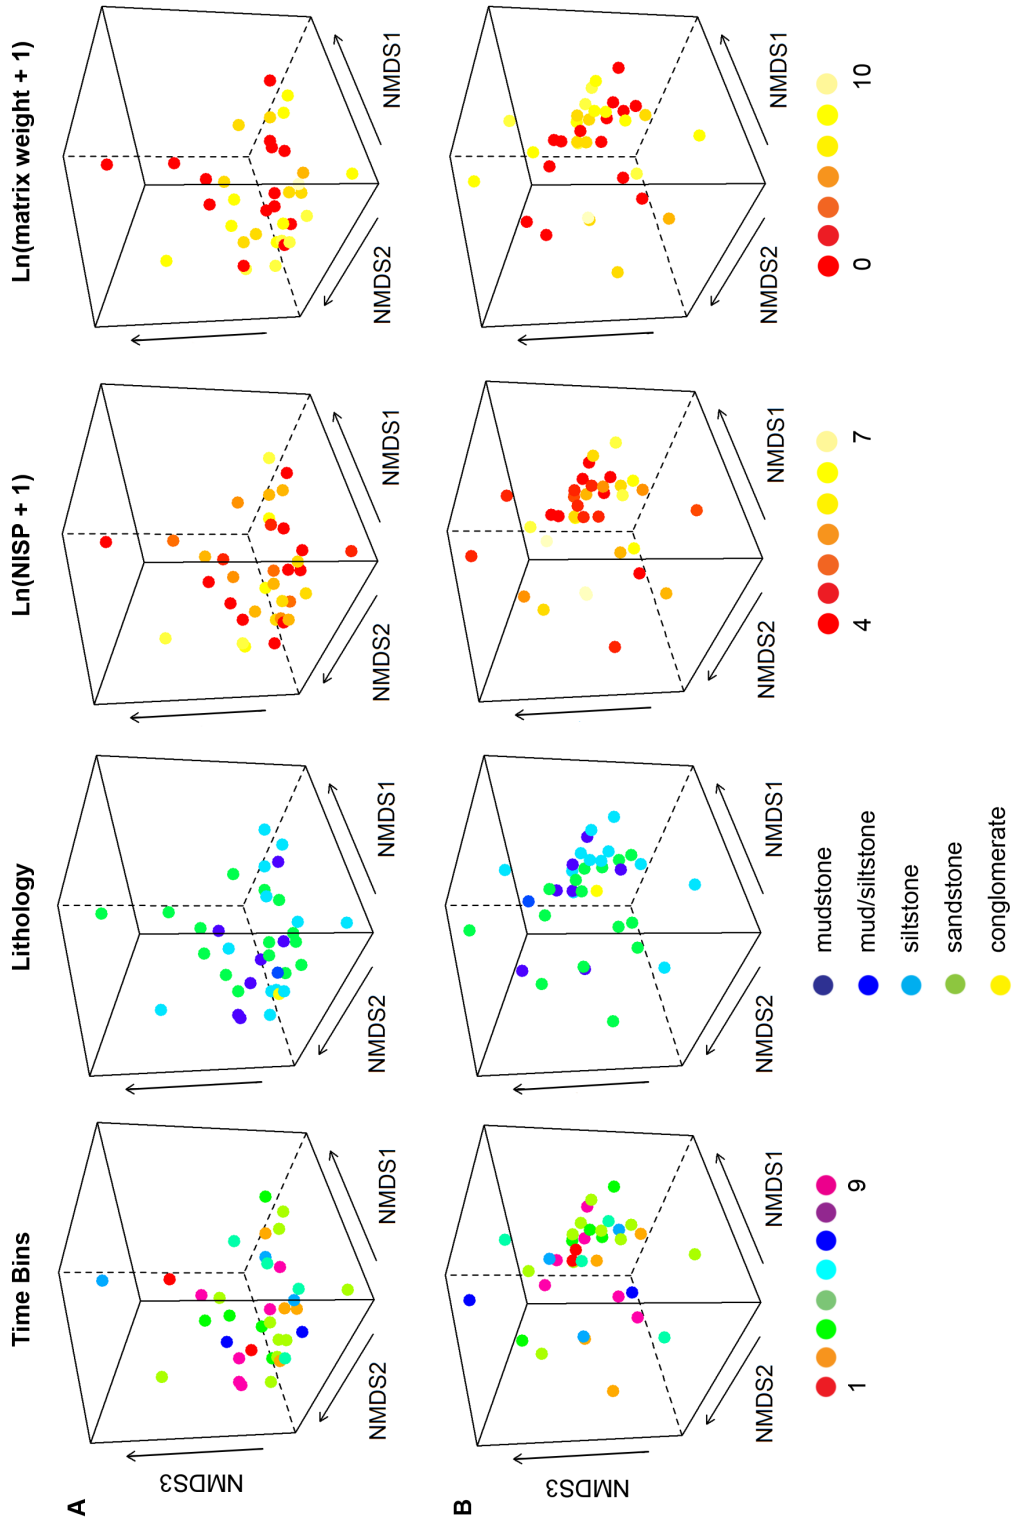 Time Bins
Lithology
Ln(NISP + 1)
Ln(matrix weight + 1)
A
NMDS3
NMDS2
NMDS1
NMDS2
NMDS1
NMDS2
NMDS1
NMDS2
NMDS1
B
NMDS3
NMDS2
NMDS1
NMDS2
NMDS1
NMDS2
NMDS1
NMDS2
NMDS1
1
9
mudstone
mud/siltstone
siltstone
sandstone
conglomerate
4
7
0
10